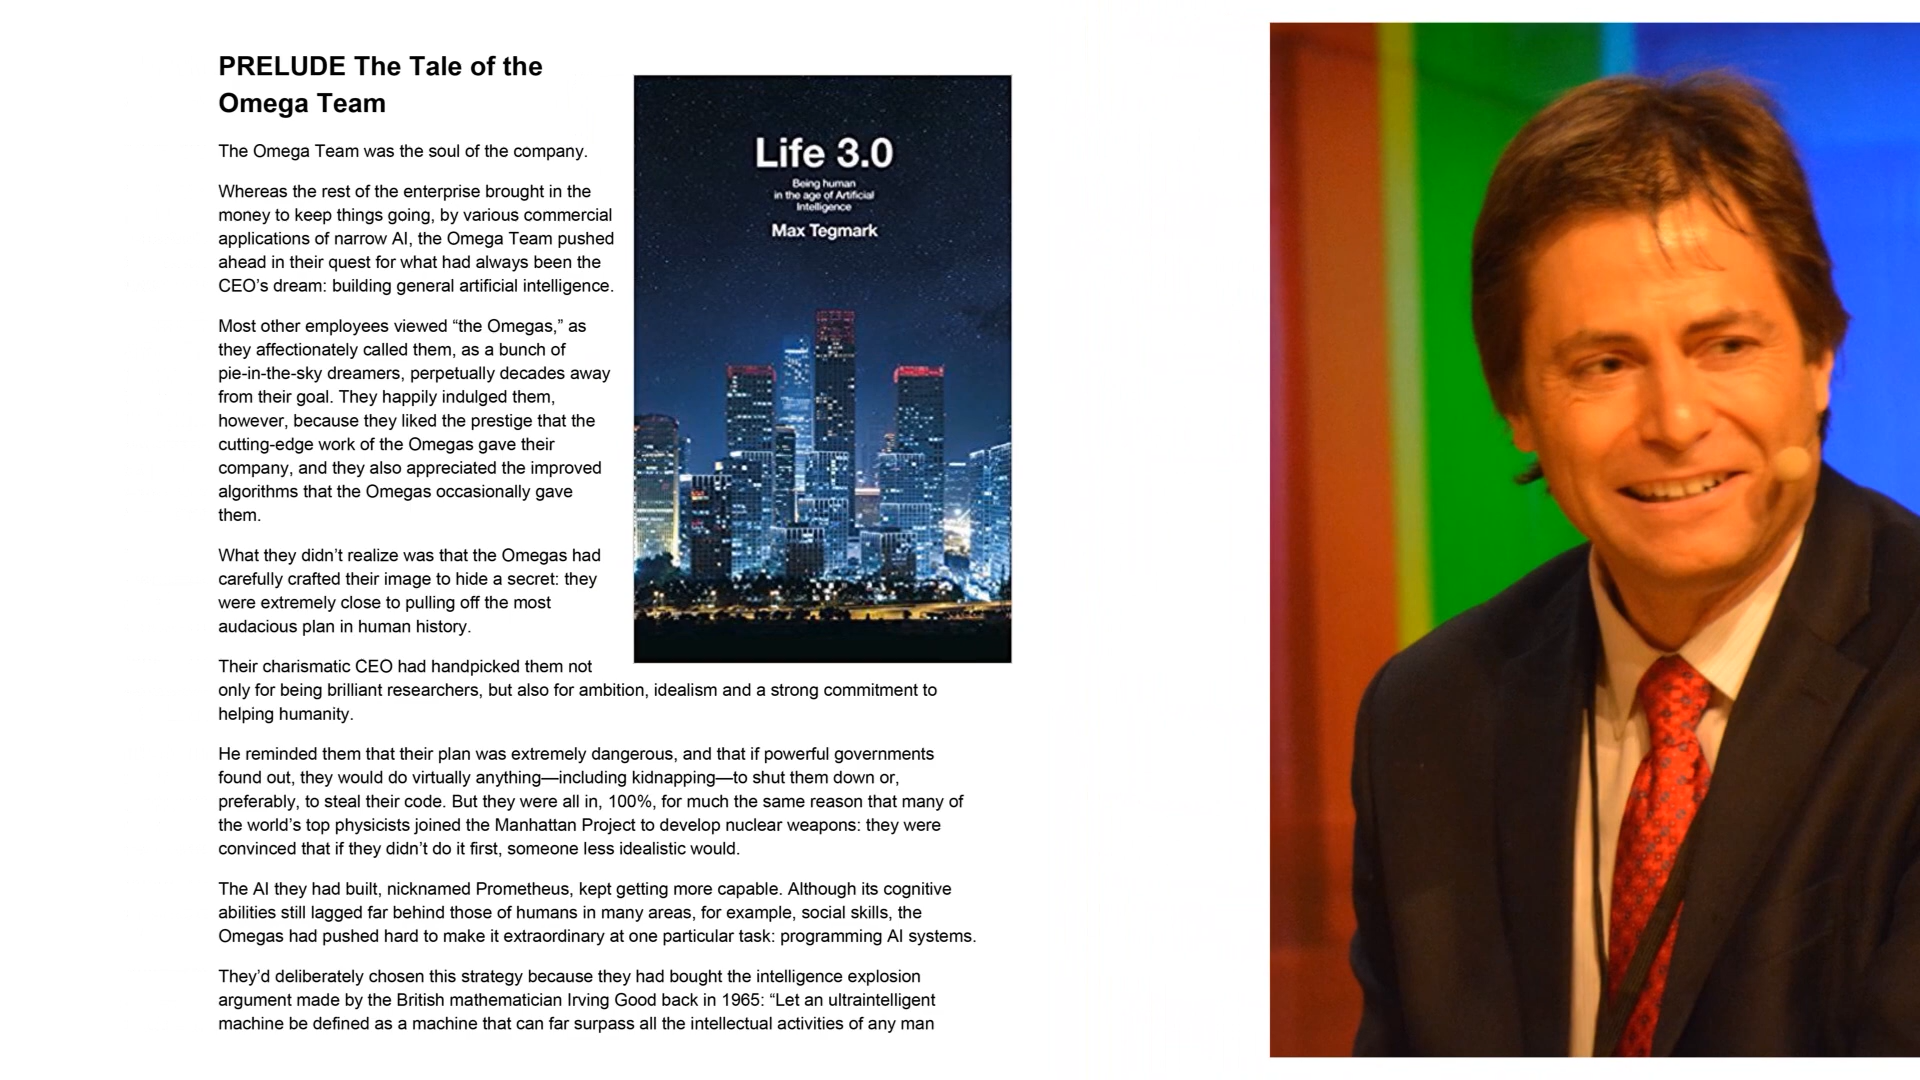 PRELUDE The Tale of the
Omega Team
The Omega Team was the soul of the company.
Whereas the rest of the enterprise brought in the
money to keep things going, by various commercial
applications of narrow AI, the Omega Team pushed
ahead in their quest for what had always been the
CEO’s dream: building general artificial intelligence.
Most other employees viewed “the Omegas,” as
they affectionately called them, as a bunch of
pie-in-the-sky dreamers, perpetually decades away
from their goal. They happily indulged them,
however, because they liked the prestige that the
cutting-edge work of the Omegas gave their
company, and they also appreciated the improved
algorithms that the Omegas occasionally gave
them.
What they didn’t realize was that the Omegas had
carefully crafted their image to hide a secret: they
were extremely close to pulling off the most
audacious plan in human history.
Their charismatic CEO had handpicked them not
only for being brilliant researchers, but also for ambition, idealism and a strong commitment to
helping humanity.
He reminded them that their plan was extremely dangerous, and that if powerful governments
found out, they would do virtually anything—including kidnapping—to shut them down or,
preferably, to steal their code. But they were all in, 100%, for much the same reason that many of
the world’s top physicists joined the Manhattan Project to develop nuclear weapons: they were
convinced that if they didn’t do it first, someone less idealistic would.
The AI they had built, nicknamed Prometheus, kept getting more capable. Although its cognitive
abilities still lagged far behind those of humans in many areas, for example, social skills, the
Omegas had pushed hard to make it extraordinary at one particular task: programming AI systems.
They’d deliberately chosen this strategy because they had bought the intelligence explosion
argument made by the British mathematician Irving Good back in 1965: “Let an ultraintelligent
machine be defined as a machine that can far surpass all the intellectual activities of any man
Life 3.0
Being human
in the age of Artificial
Intelligence
Max Tegmark